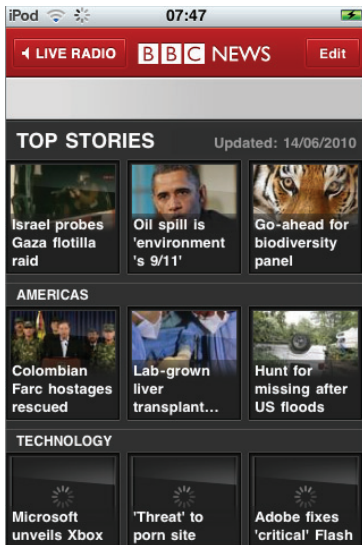 iPod 07:47
LIVE RADIO BBC NEWS Edit
TOP STORIES Updated: 14/06/2010
Israel probes
Gaza flotilla
raid
Oil spill is
'environment
's 9/11'
Go-ahead for
biodiversity
panel
AMERICAS
Colombian
Farc hostages
rescued
Lab-grown
liver
transplant...
Hunt for
missing after
US floods
TECHNOLOGY
Microsoft
unveils Xbox
'Threat' to
porn site
Adobe fixes
'critical' Flash